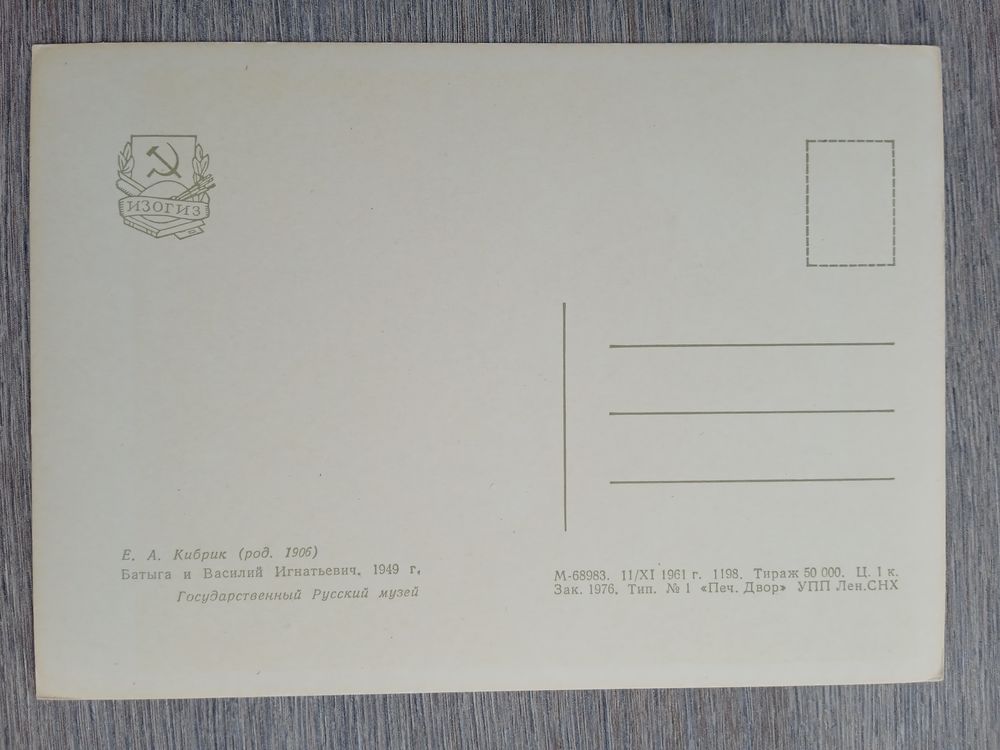 ИЗОГИЗ
Е. А. Кибрик (род. 1906)
Батыга и Василий Игнатьевич. 1949 г.
Государственный Русский музей
М-68983. 11/XI 1961 г. 1198. Тираж 50 000. Ц. 1 к.
Зак. 1976. Тип. № 1 «Печ. Двор» УПП Лен.СНХ